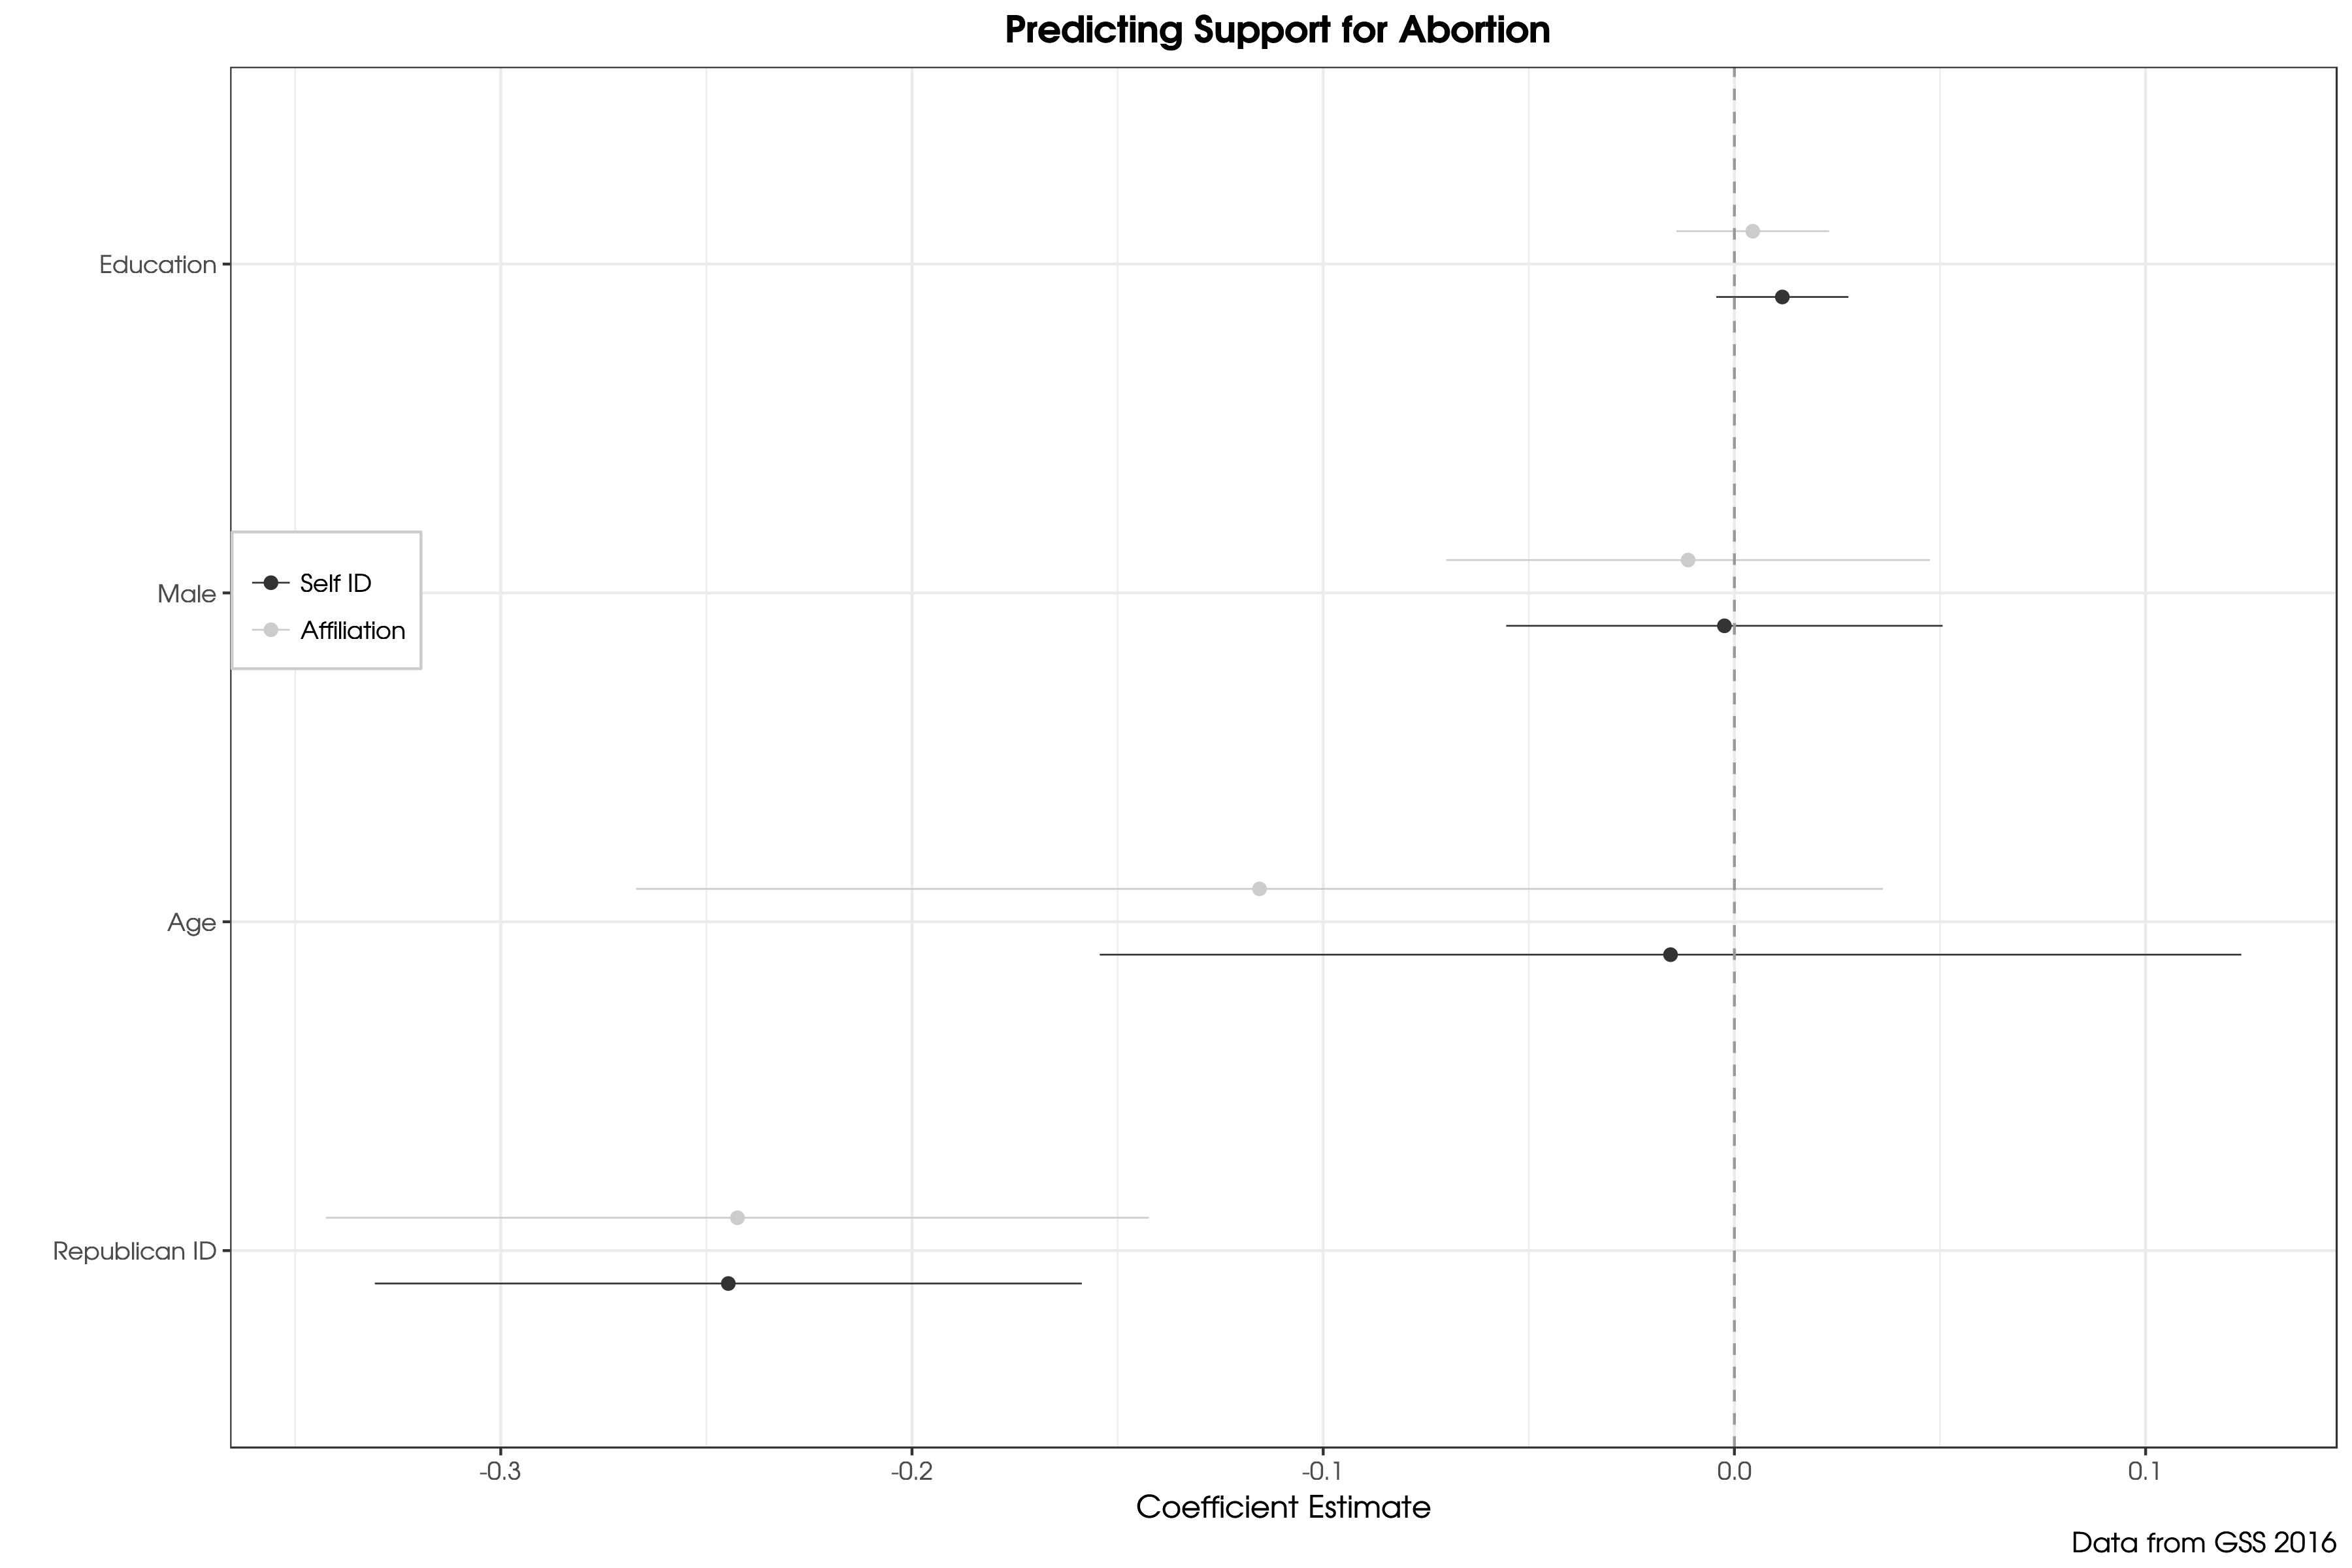 Predicting Support for Abortion
Education
Male
Self ID
Affiliation
Age
Republican ID
-0.3 -0.2 -0.1 0.0 0.1
Coefficient Estimate
Data from GSS 2016